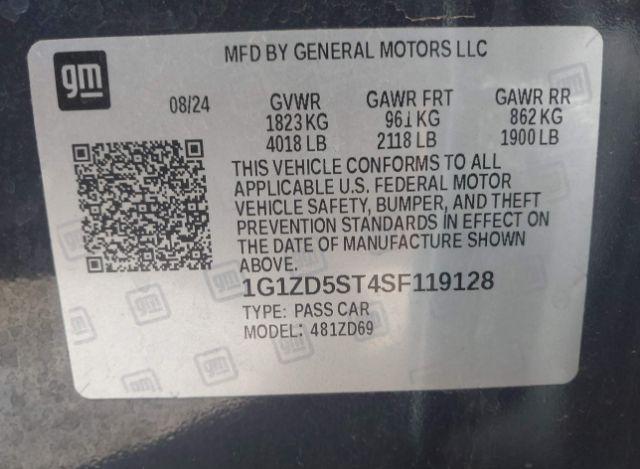 gm
MFD BY GENERAL MOTORS LLC
08/24 GVWR GAWR FRT GAWR RR
1823 KG 961 KG 862 KG
4018 LB 2118 LB 1900 LB
THIS VEHICLE CONFORMS TO ALL
APPLICABLE U.S. FEDERAL MOTOR
VEHICLE SAFETY, BUMPER, AND THEFT
PREVENTION STANDARDS IN EFFECT ON
THE DATE OF MANUFACTURE SHOWN
ABOVE.
1G1ZD5ST4SF119128
TYPE: PASS CAR
MODEL: 481ZD69